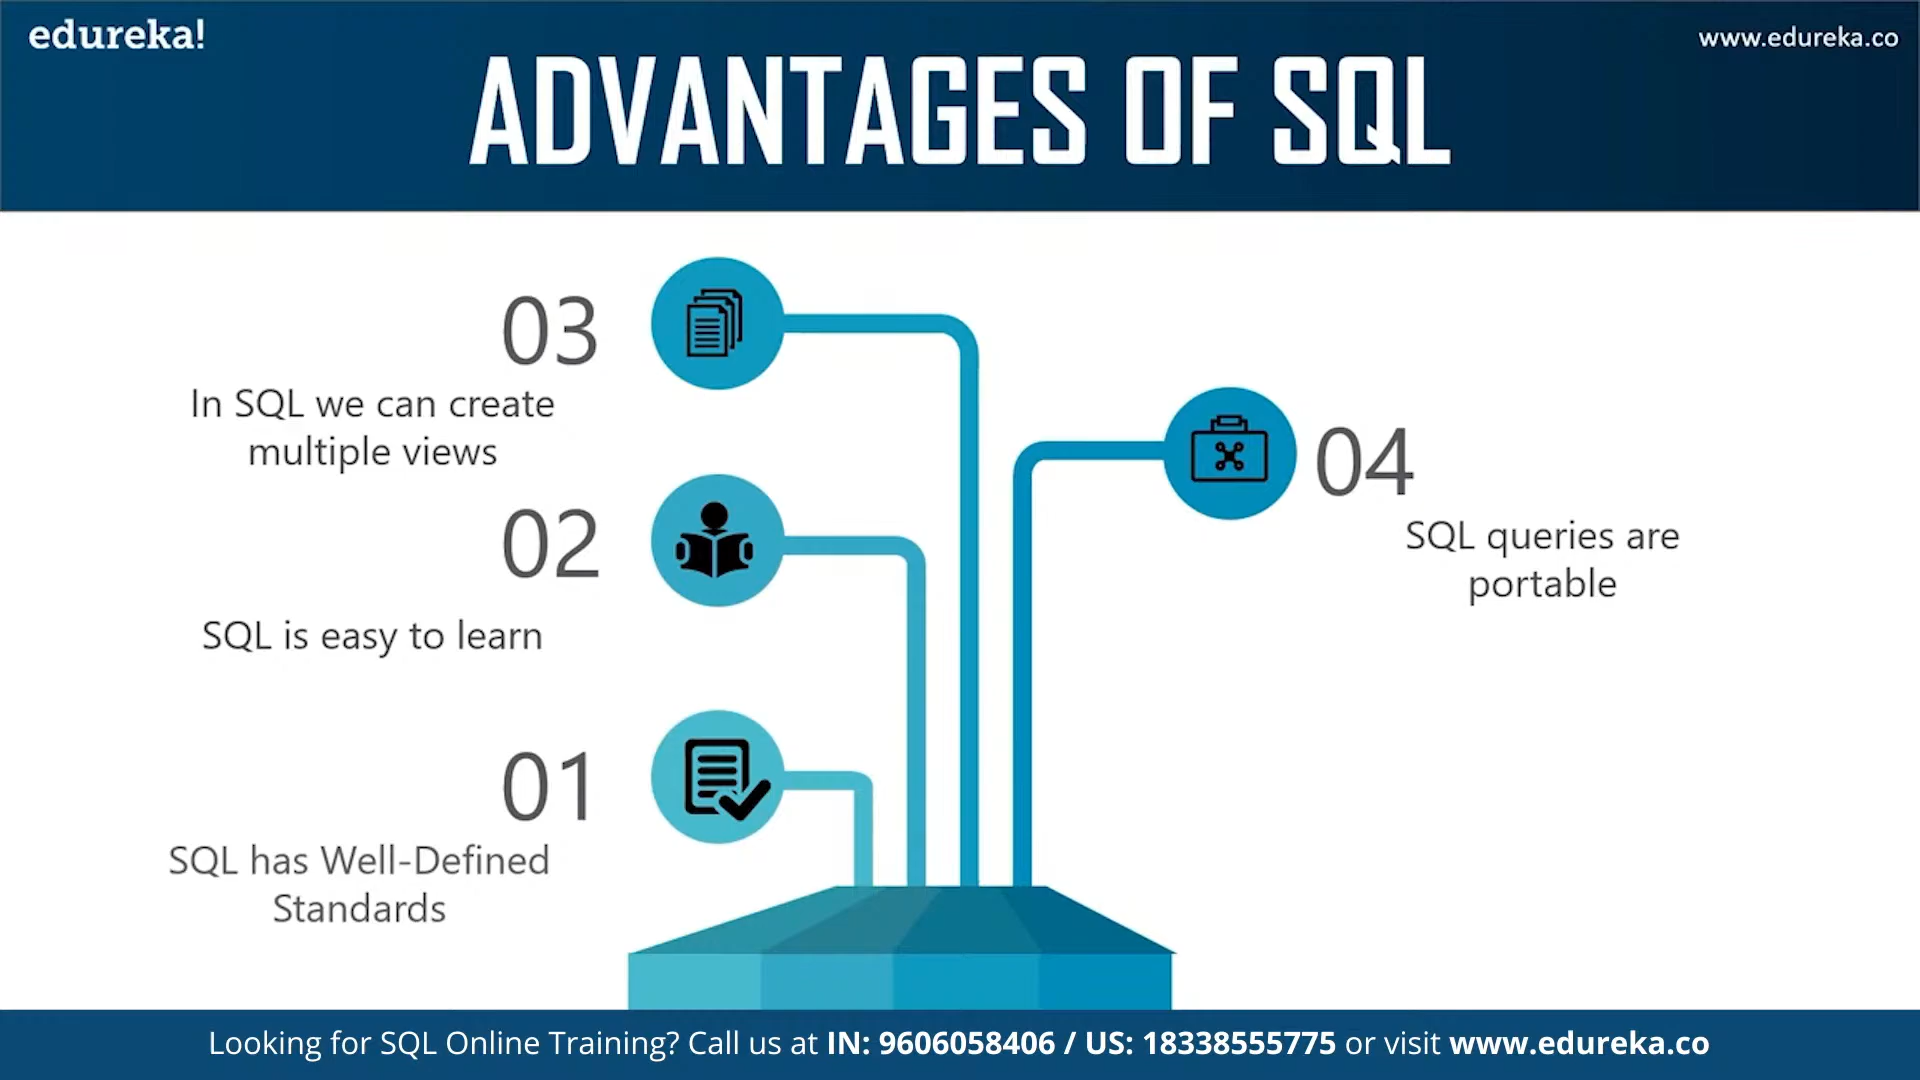 edureka!
www.edureka.co
ADVANTAGES OF SQL
03
In SQL we can create
multiple views
04
SQL queries are
portable
02
SQL is easy to learn
01
SQL has Well-Defined
Standards
Looking for SQL Online Training? Call us at IN: 9606058406 / US: 18338555775 or visit www.edureka.co